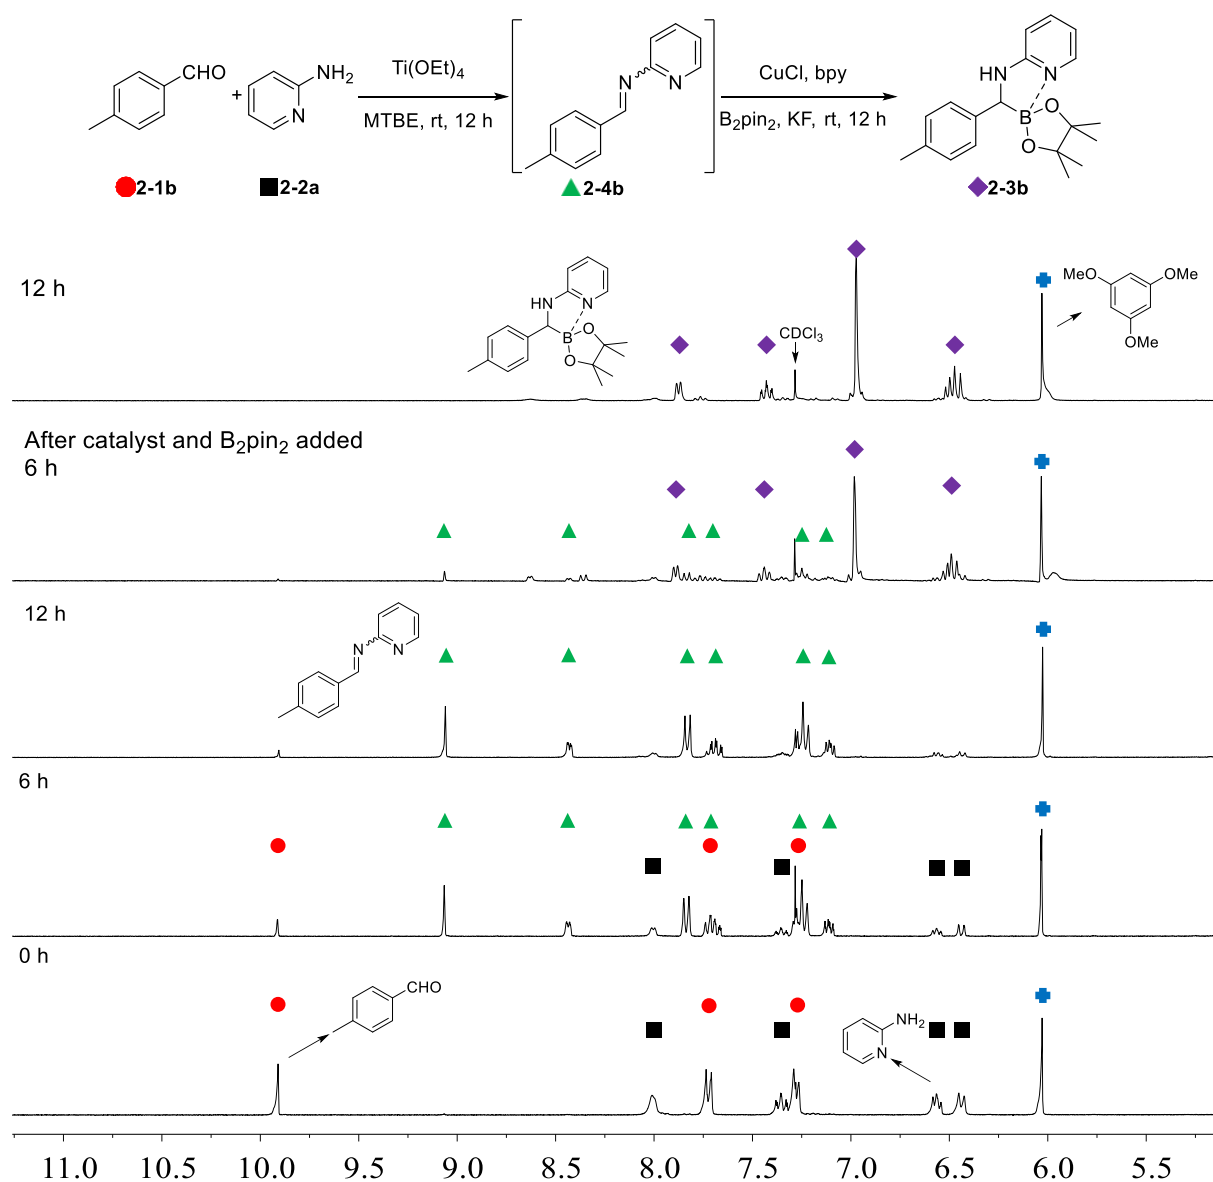 CHO
+
NH₂
N
Ti(OEt)₄
MTBE, rt, 12 h
N
N
CuCl, bpy
B₂pin₂, KF, rt, 12 h
HN
N
B
O
O
2-1b
2-2a
2-4b
2-3b
12 h
HN
N
B
O
O
CDCl₃
MeO
OMe
OMe
After catalyst and B₂pin₂ added
6 h
12 h
N
N
6 h
0 h
CHO
NH₂
N
11.0 10.5 10.0 9.5 9.0 8.5 8.0 7.5 7.0 6.5 6.0 5.5